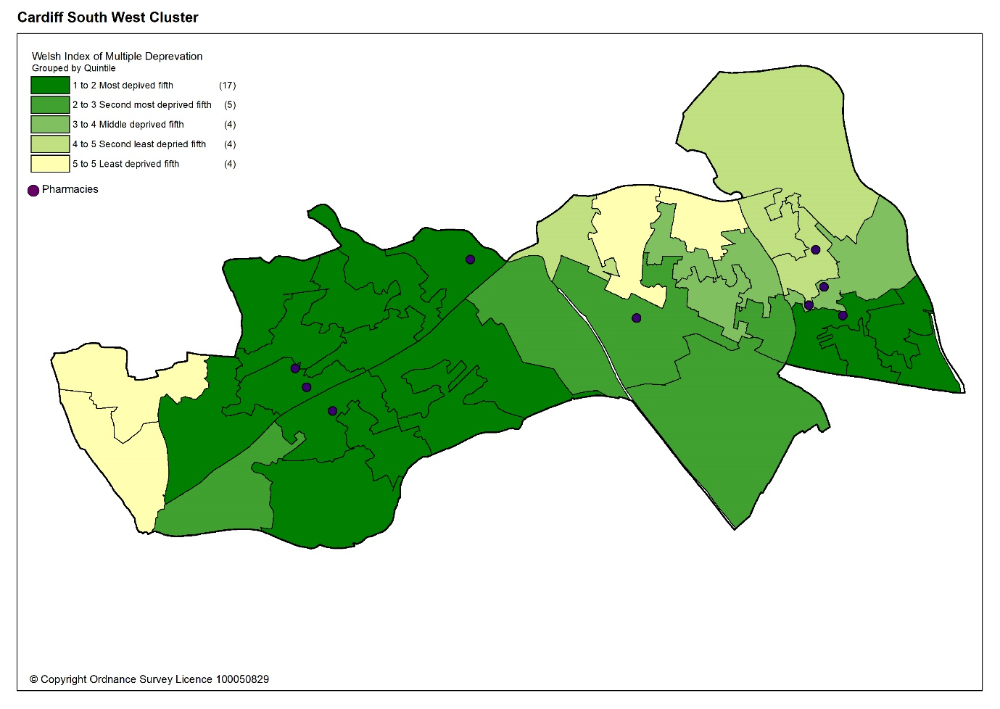 Cardiff South West Cluster
Welsh Index of Multiple Deprevation
Grouped by Quintile
1 to 2 Most depived fifth (17)
2 to 3 Second most deprived fifth (5)
3 to 4 Middle deprived fifth (4)
4 to 5 Second least depried fifth (4)
5 to 5 Least deprived fifth (4)
Pharmacies
© Copyright Ordnance Survey Licence 100050829